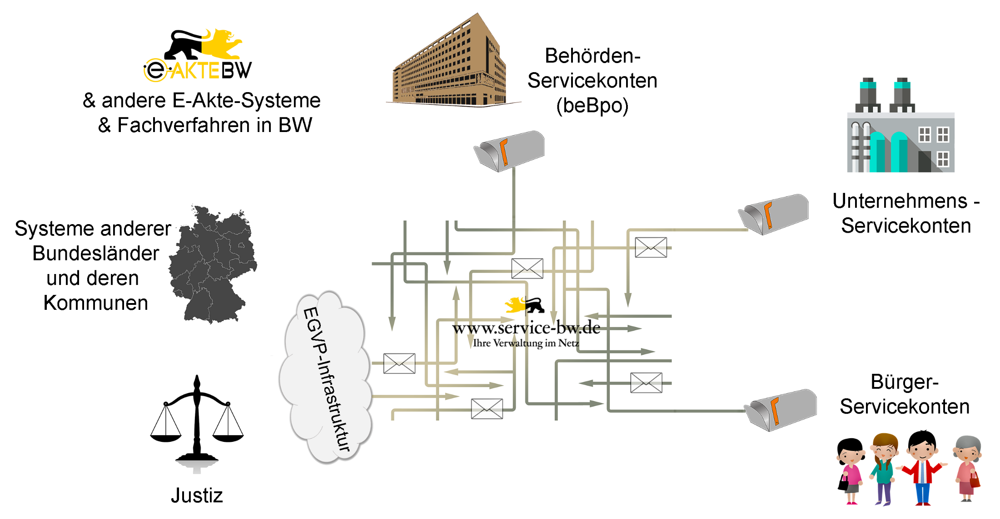 e-AKTEBW
& andere E-Akte-Systeme
& Fachverfahren in BW
Behörden-
Servicekonten
(beBpo)
Unternehmens -
Servicekonten
Systeme anderer
Bundesländer
und deren
Kommunen
EGVP-Infrastruktur
www.service-bw.de
Ihre Verwaltung im Netz
Bürger-
Servicekonten
Justiz